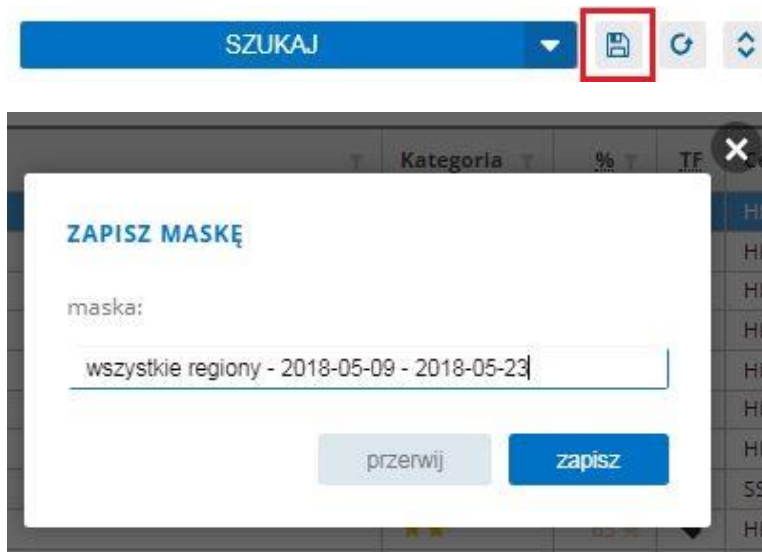 SZUKAJ
Kategoria % TF
ZAPISZ MASKĘ
maska:
wszystkie regiony - 2018-05-09 - 2018-05-23
przerwij zapisz